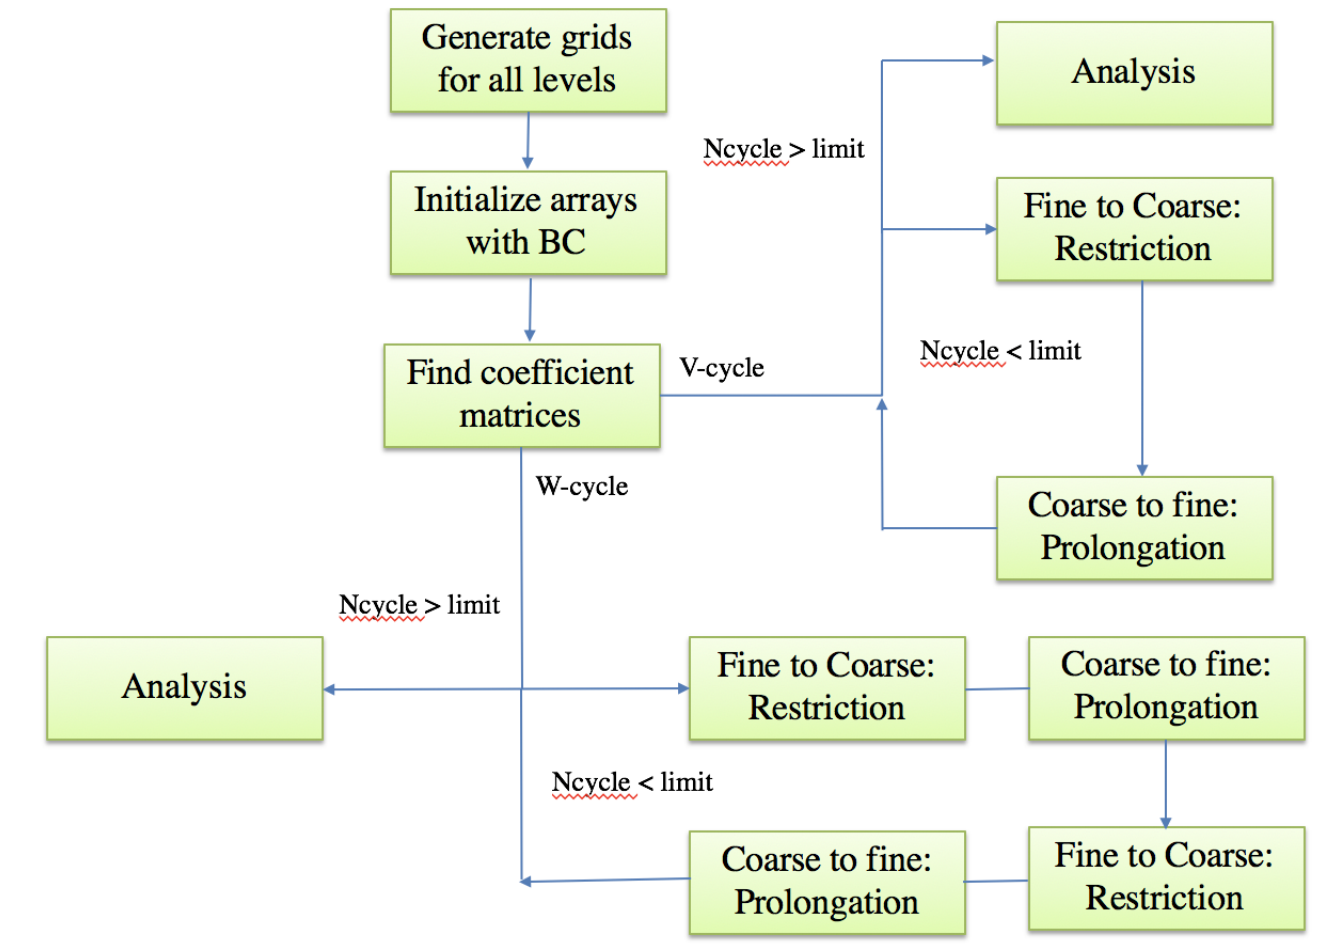 Generate grids
for all levels
Analysis
Ncycle > limit
Initialize arrays
with BC
Fine to Coarse:
Restriction
Find coefficient
matrices
V-cycle
Ncycle < limit
W-cycle
Coarse to fine:
Prolongation
Ncycle > limit
Analysis
Fine to Coarse:
Restriction
Coarse to fine:
Prolongation
Ncycle < limit
Coarse to fine:
Prolongation
Fine to Coarse:
Restriction